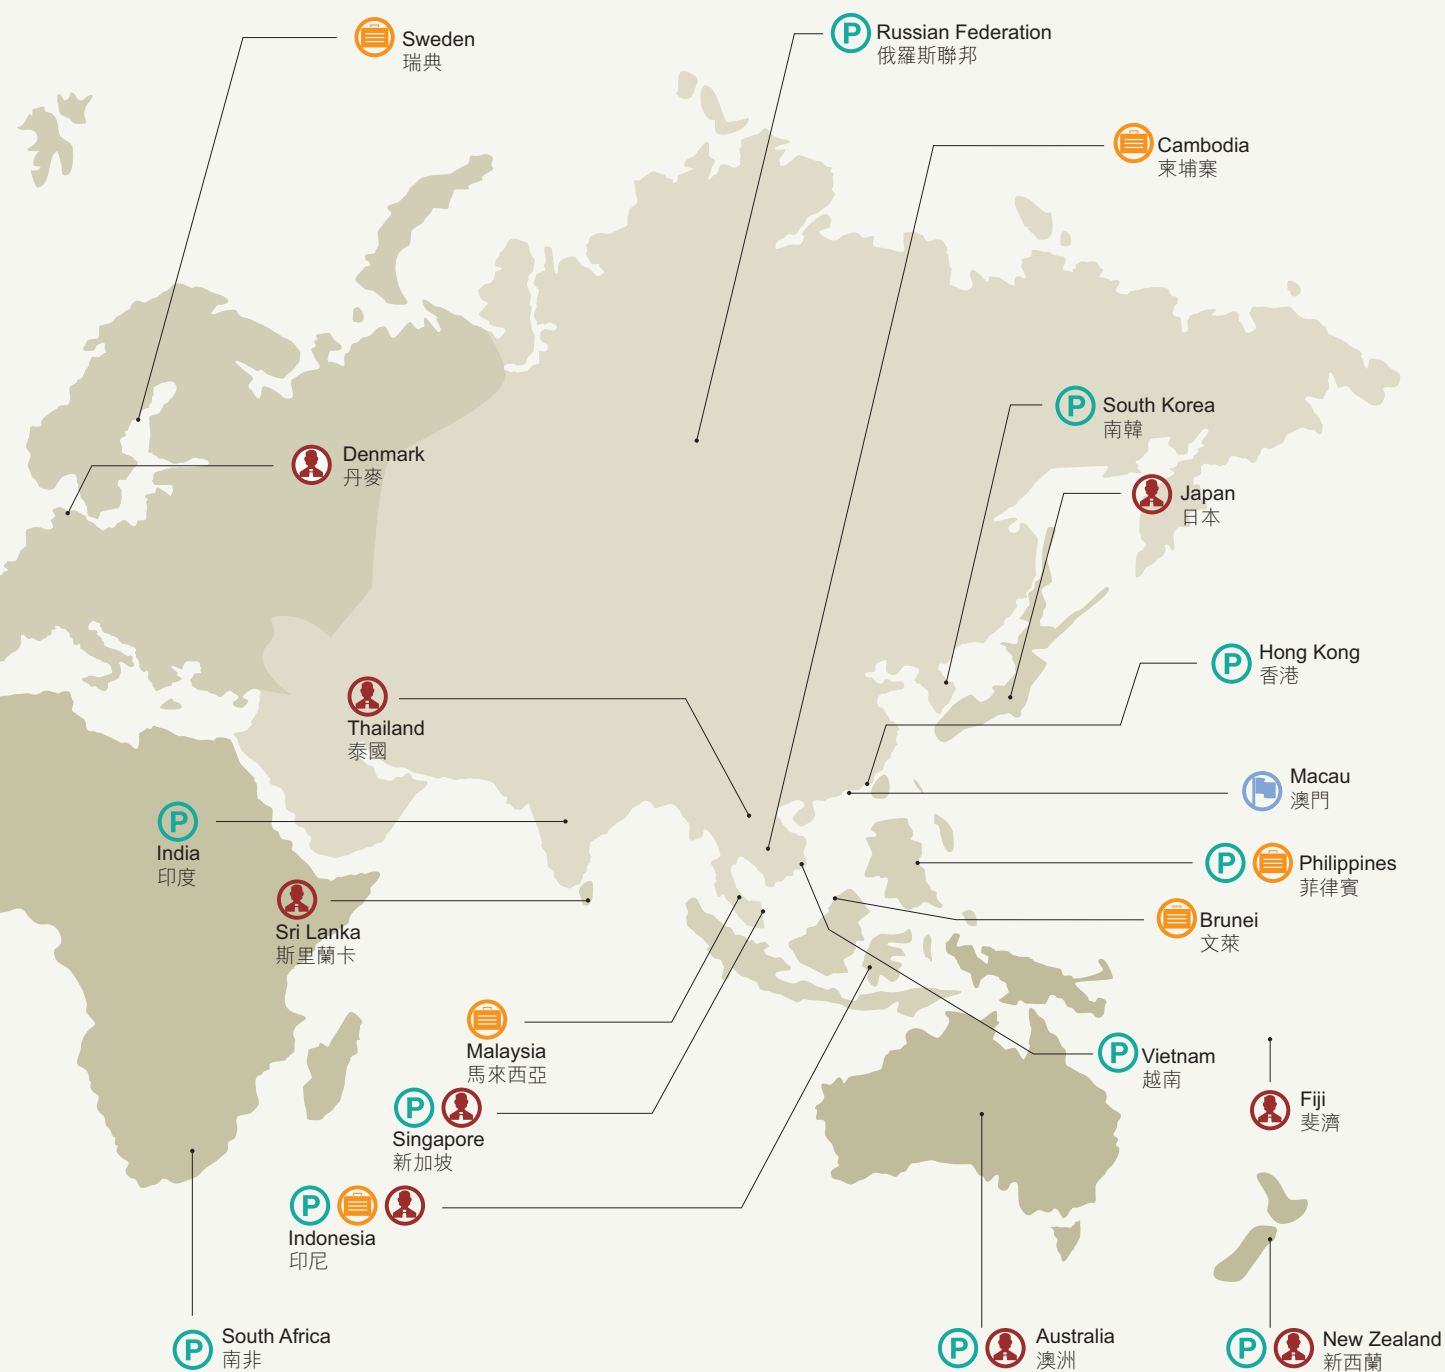 Sweden
瑞典
P Russian Federation
俄羅斯聯邦
Cambodia
柬埔寨
P South Korea
南韓
Denmark
丹麥
Japan
日本
P Hong Kong
香港
Thailand
泰國
Macau
澳門
P
India
印度
P Philippines
菲律賓
Sri Lanka
斯里蘭卡
Brunei
文萊
Malaysia
馬來西亞
P Vietnam
越南
P
Singapore
新加坡
Fiji
斐濟
P
Indonesia
印尼
P South Africa
南非
P Australia
澳洲
P New Zealand
新西蘭